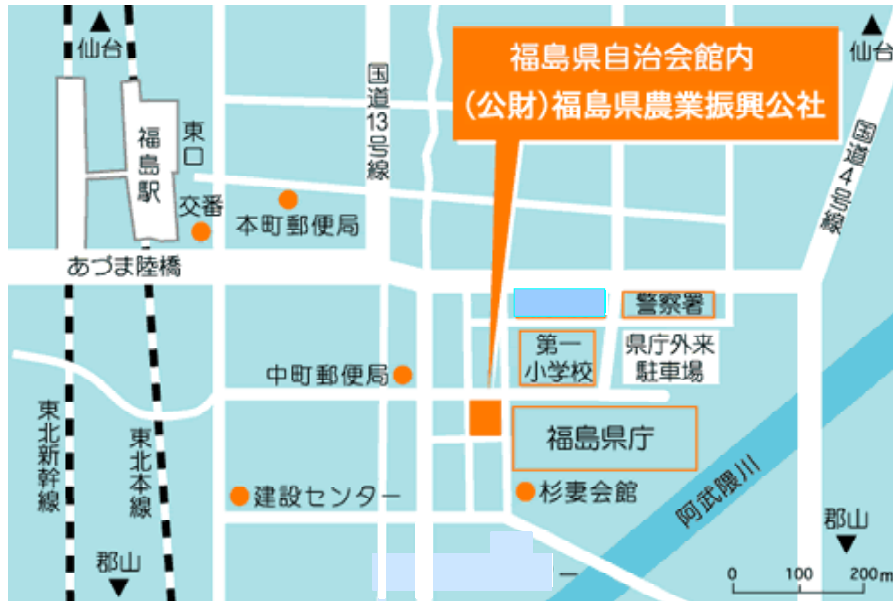 仙台
福島県自治会館内
(公財)福島県農業振興公社
仙台
国道13号線
国道4号線
東口
福島駅
交番
本町郵便局
あづま陸橋
警察署
第一
小学校
県庁外来
駐車場
中町郵便局
福島県庁
東北新幹線
東北本線
建設センター
杉妻会館
阿武隈川
郡山
郡山
0 100 200m